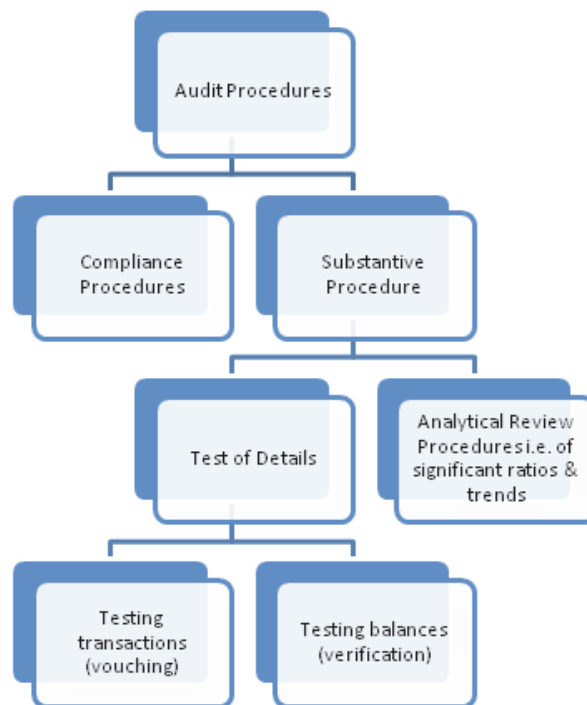 Audit Procedures
Compliance
Procedures
Substantive
Procedure
Test of Details
Analytical Review
Procedures i.e. of
significant ratios &
trends
Testing
transactions
(vouching)
Testing balances
(verification)